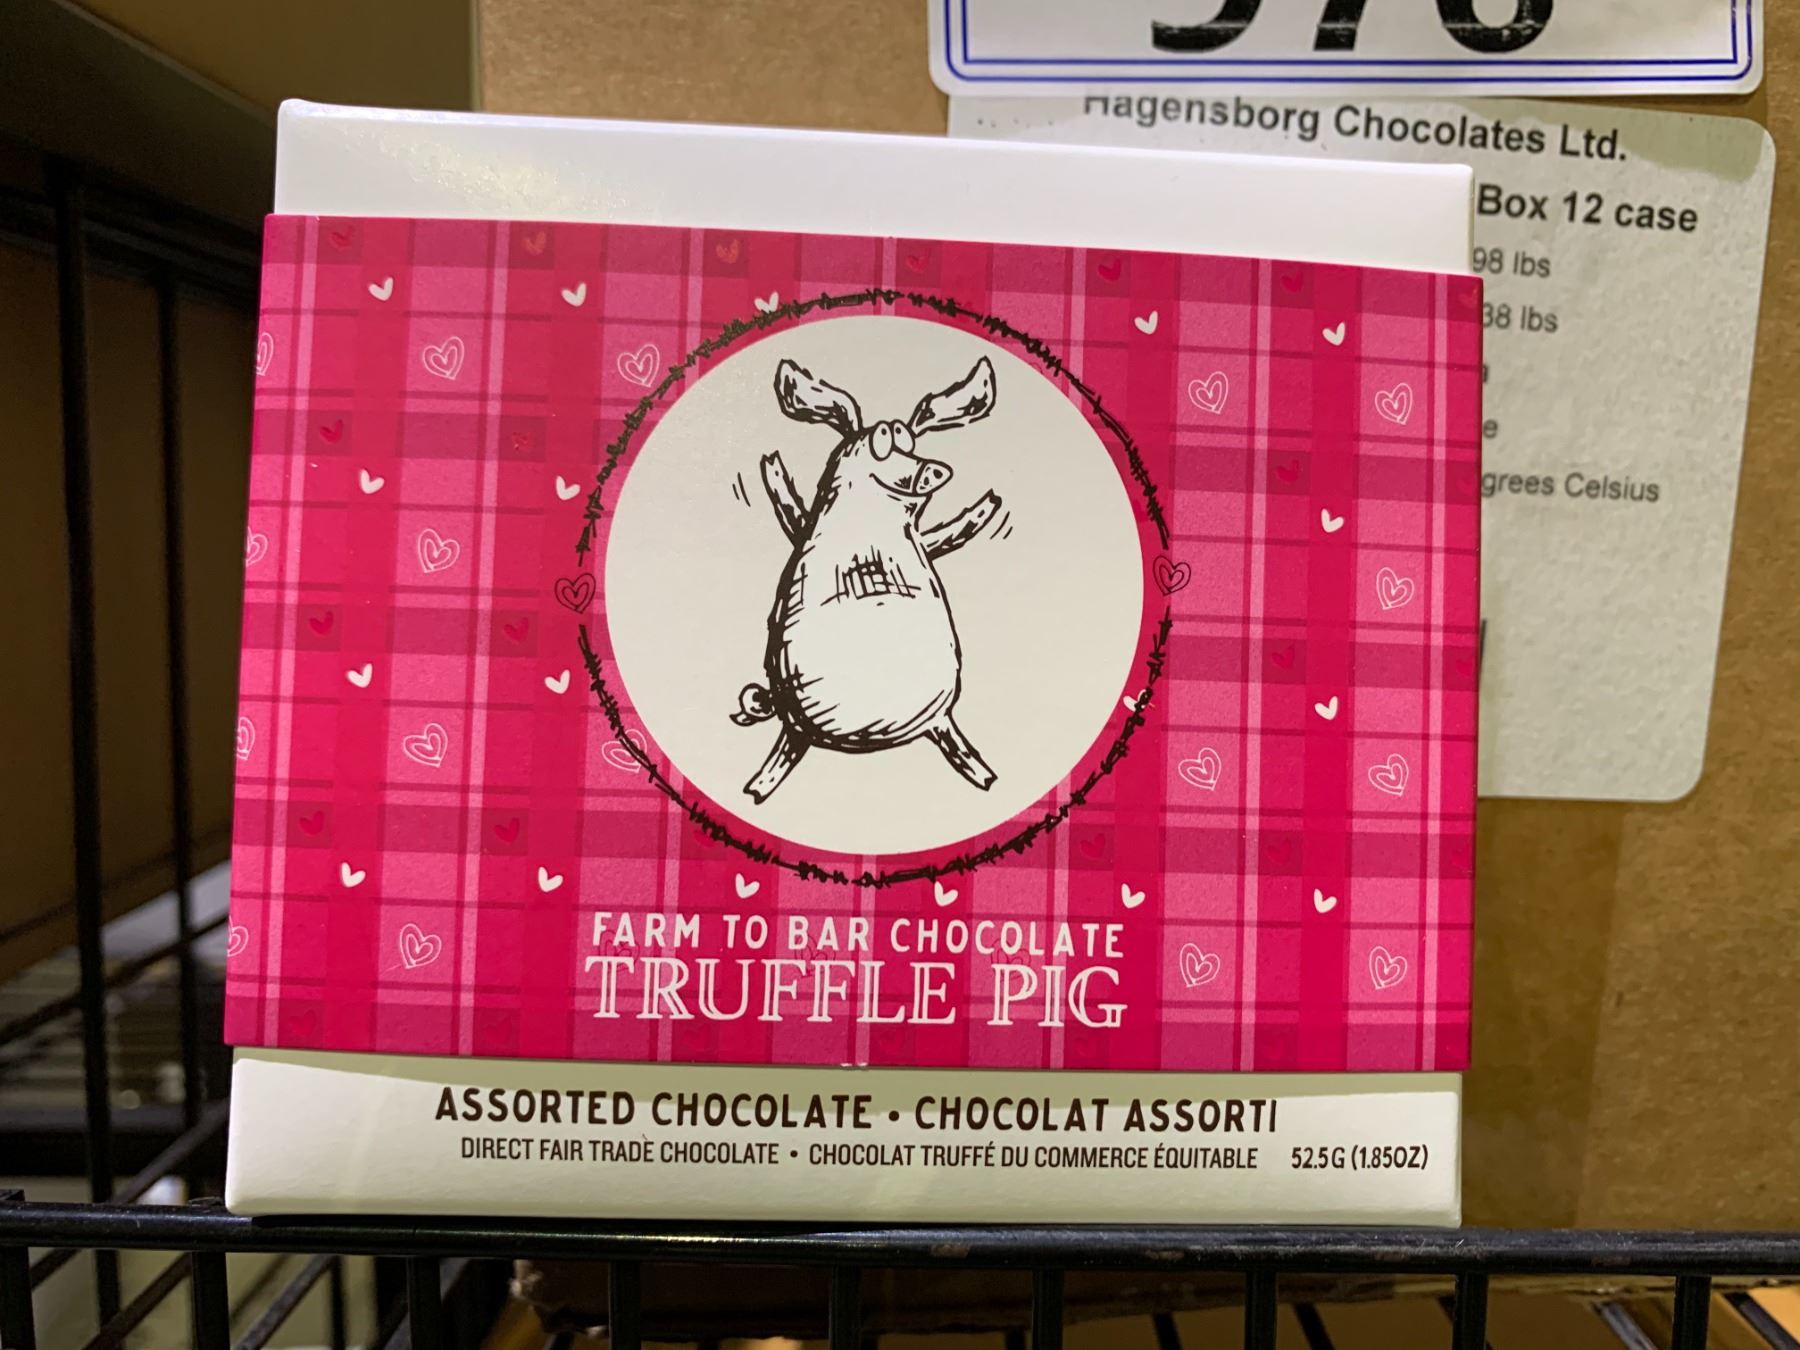 Hagensborg Chocolates Ltd.
Box 12 case
98 lbs
38 lbs
grees Celsius
FARM TO BAR CHOCOLATE
TRUFFLE PIG
ASSORTED CHOCOLATE • CHOCOLAT ASSORTI
DIRECT FAIR TRADE CHOCOLATE • CHOCOLAT TRUFFÉ DU COMMERCE ÉQUITABLE 52.5G (1.85OZ)